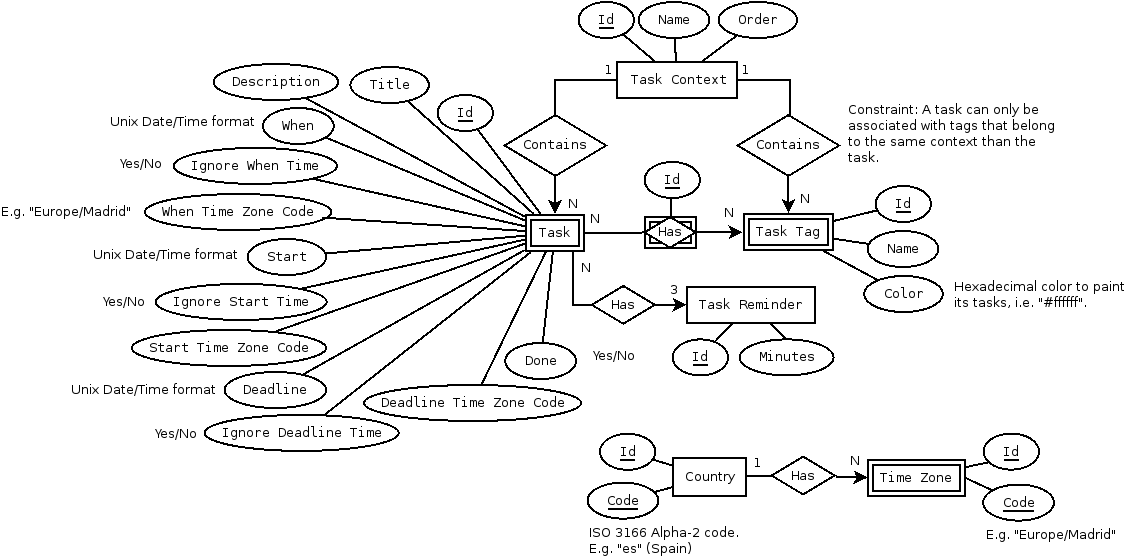 Id
Name
Order
1
Task Context
1
Description
Title
Id
Unix Date/Time format
When
Contains
Contains
Constraint: A task can only be
associated with tags that belong
to the same context than the
task.
Yes/No
Ignore When Time
Id
E.g. "Europe/Madrid"
When Time Zone Code
N
N
Task
Has
N
N
Task Tag
Id
Name
Color
Hexadecimal color to paint
its tasks, i.e. "#ffffff".
Unix Date/Time format
Start
N
Has
3
Task Reminder
Id
Minutes
Yes/No
Ignore Start Time
Start Time Zone Code
Done
Yes/No
Unix Date/Time format
Deadline
Deadline Time Zone Code
Yes/No
Ignore Deadline Time
Id
Code
Country
1
Has
N
Time Zone
Id
Code
ISO 3166 Alpha-2 code.
E.g. "es" (Spain)
E.g. "Europe/Madrid"